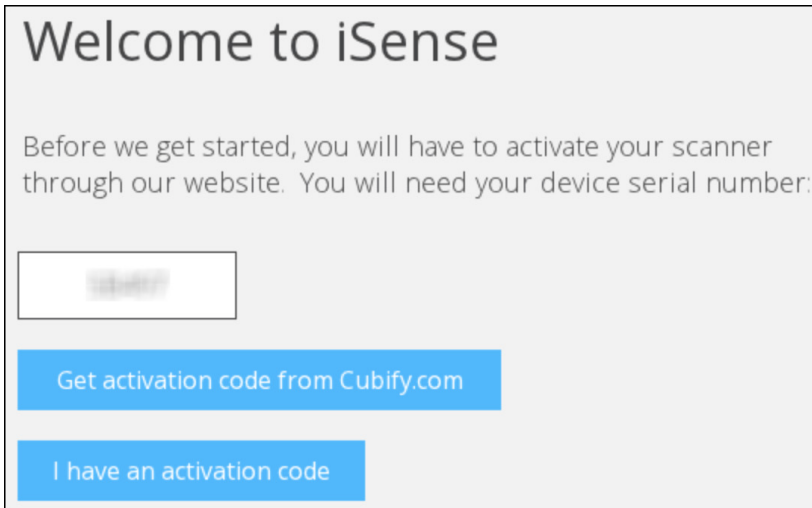 Welcome to iSense
Before we get started, you will have to activate your scanner
through our website.  You will need your device serial number:
Get activation code from Cubify.com
I have an activation code